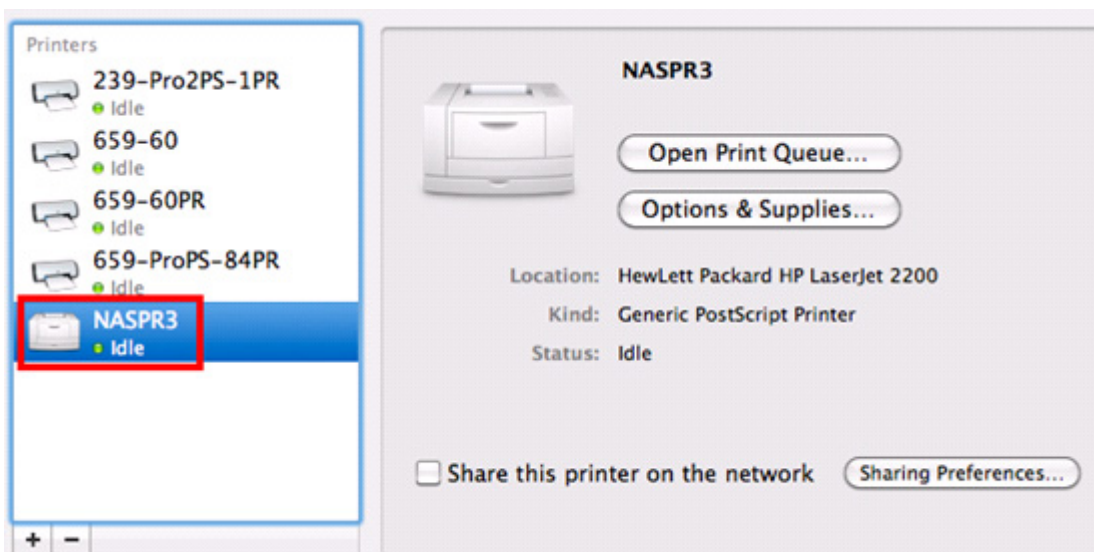 Printers
239-Pro2PS-1PR
Idle
659-60
Idle
659-60PR
Idle
659-ProPS-84PR
Idle
NASPR3
Idle
+ −
NASPR3
Open Print Queue...
Options & Supplies...
Location: HewLett Packard HP LaserJet 2200
Kind: Generic PostScript Printer
Status: Idle
Share this printer on the network
Sharing Preferences...